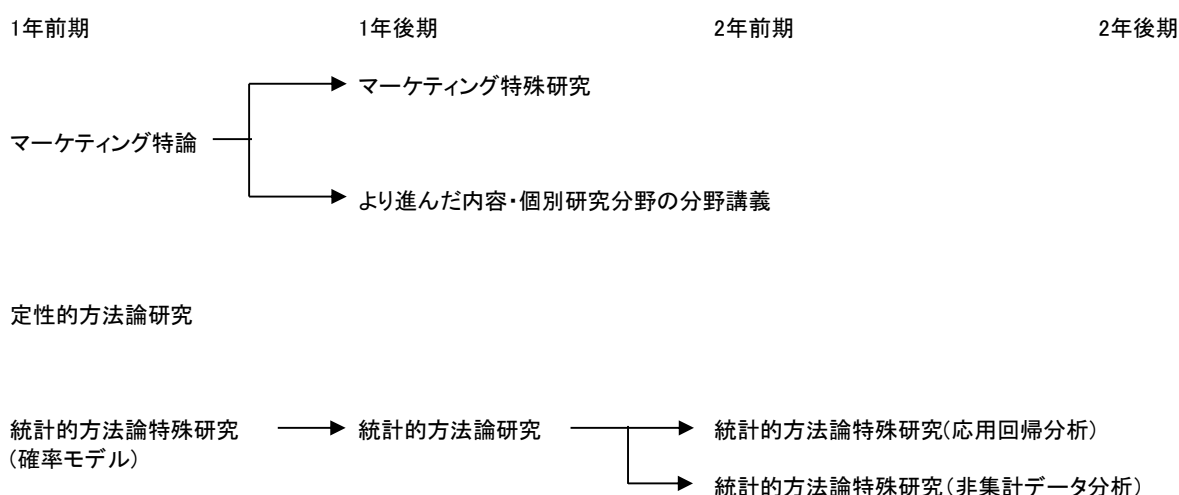 1年前期 1年後期 2年前期 2年後期
マーケティング特殊研究
マーケティング特論
より進んだ内容・個別研究分野の分野講義
定性的方法論研究
統計的方法論特殊研究 統計的方法論研究 統計的方法論特殊研究(応用回帰分析)
(確率モデル)
統計的方法論特殊研究(非集計データ分析)